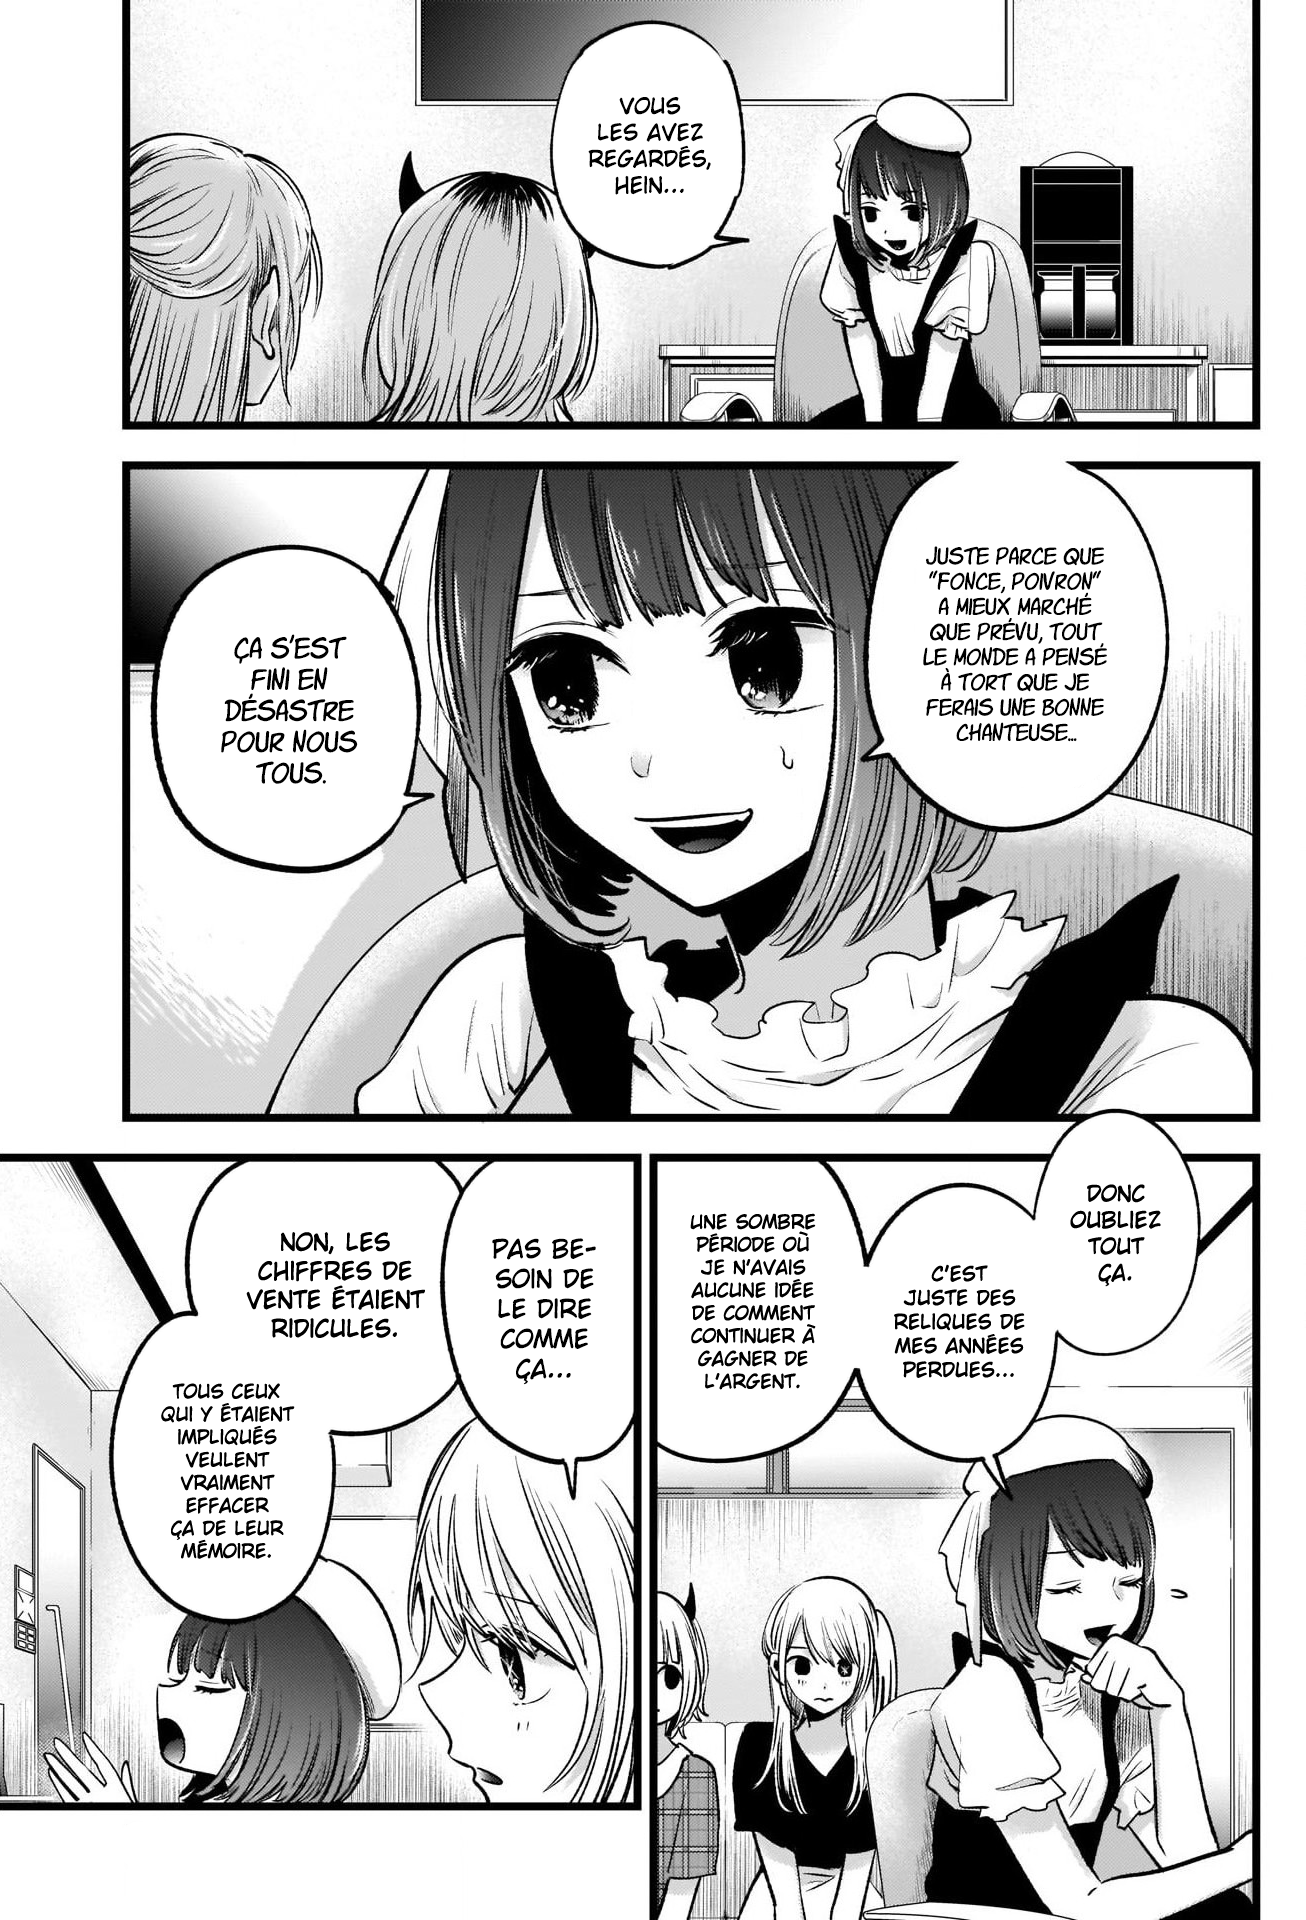 VOUS
LES AVEZ
REGARDÉS,
HEIN...
JUSTE PARCE QUE
"FONCE, POIVRON"
A MIEUX MARCHÉ
QUE PRÉVU, TOUT
LE MONDE A PENSÉ
À TORT QUE JE
FERAIS UNE BONNE
CHANTEUSE...
ÇA S'EST
FINI EN
DÉSASTRE
POUR NOUS
TOUS.
DONC
OUBLIEZ
TOUT
ÇA.
C'EST
JUSTE DES
RELIQUES DE
MES ANNÉES
PERDUES...
UNE SOMBRE
PÉRIODE OÙ
JE N'AVAIS
AUCUNE IDÉE
DE COMMENT
CONTINUER À
GAGNER DE
L'ARGENT.
PAS BE-
SOIN DE
LE DIRE
COMME
ÇA...
NON, LES
CHIFFRES DE
VENTE ÉTAIENT
RIDICULES.
TOUS CEUX
QUI Y ÉTAIENT
IMPLIQUÉS
VEULENT
VRAIMENT
EFFACER
ÇA DE LEUR
MÉMOIRE.